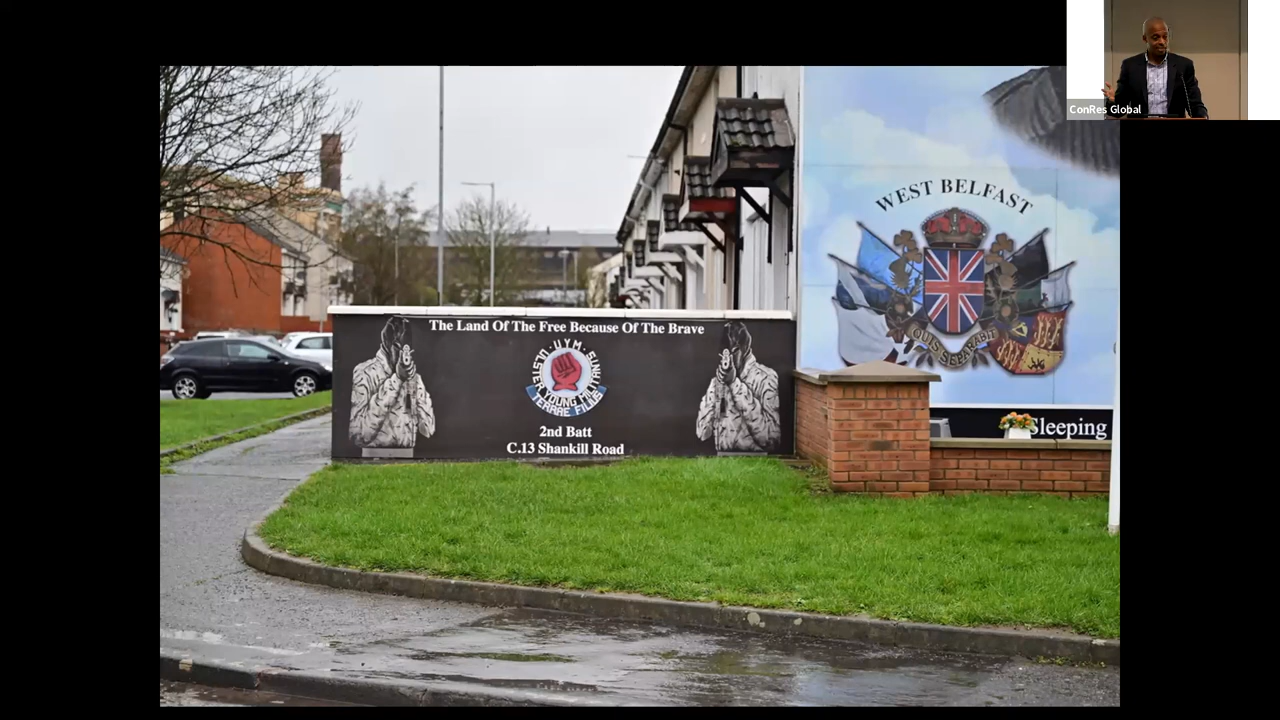 ConRes Global
WEST BELFAST
QUIS SEPARABIT
The Land Of The Free Because Of The Brave
U.Y.M.
ULSTER YOUNG MILITANTS
TERRAE FILIUS
2nd Batt
C.13 Shankill Road
Sleeping